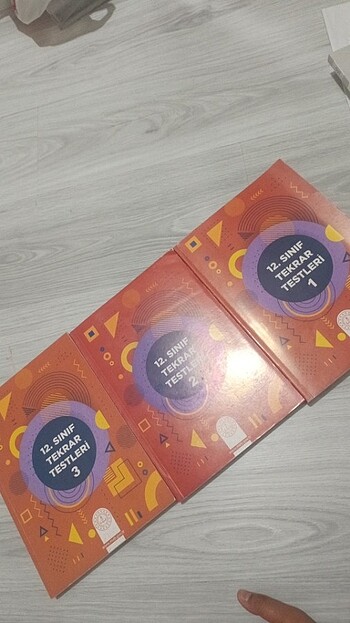 12. SINIF
TEKRAR
TESTLERİ
1
12. SINIF
TEKRAR
TESTLERİ
2
12. SINIF
TEKRAR
TESTLERİ
3